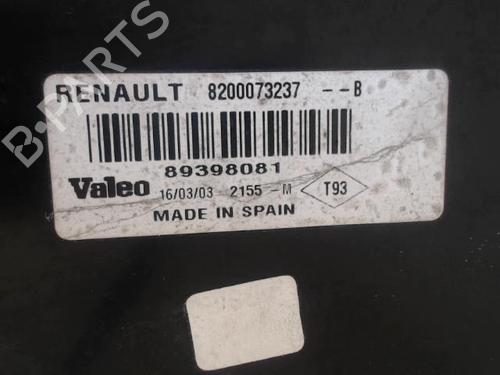 B-PARTS
RENAULT 8200073237 --B
89398081
Valeo 16/03/03 2155 -M T93
MADE IN SPAIN